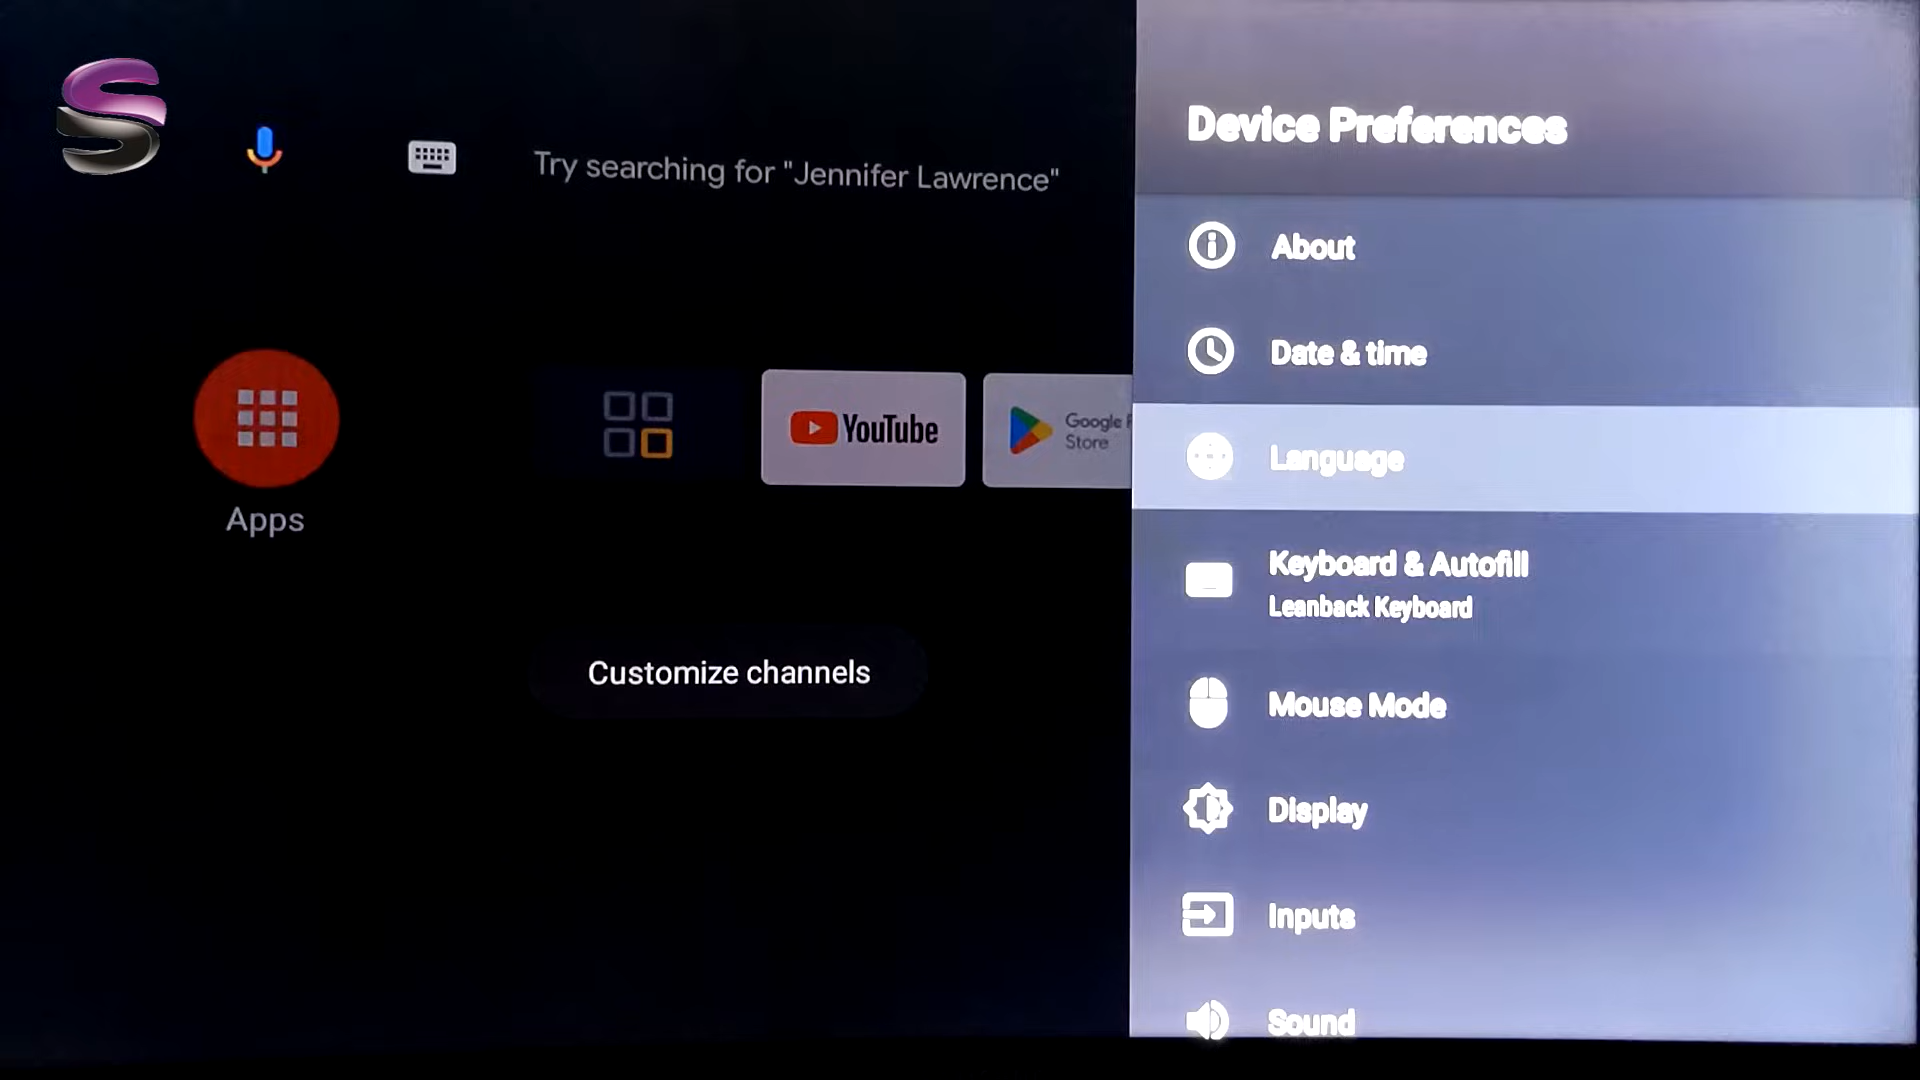 Try searching for "Jennifer Lawrence"
Apps
YouTube
Google
Store
Customize channels
Device Preferences
About
Date & time
Language
Keyboard & Autofill
Leanback Keyboard
Mouse Mode
Display
Inputs
Sound